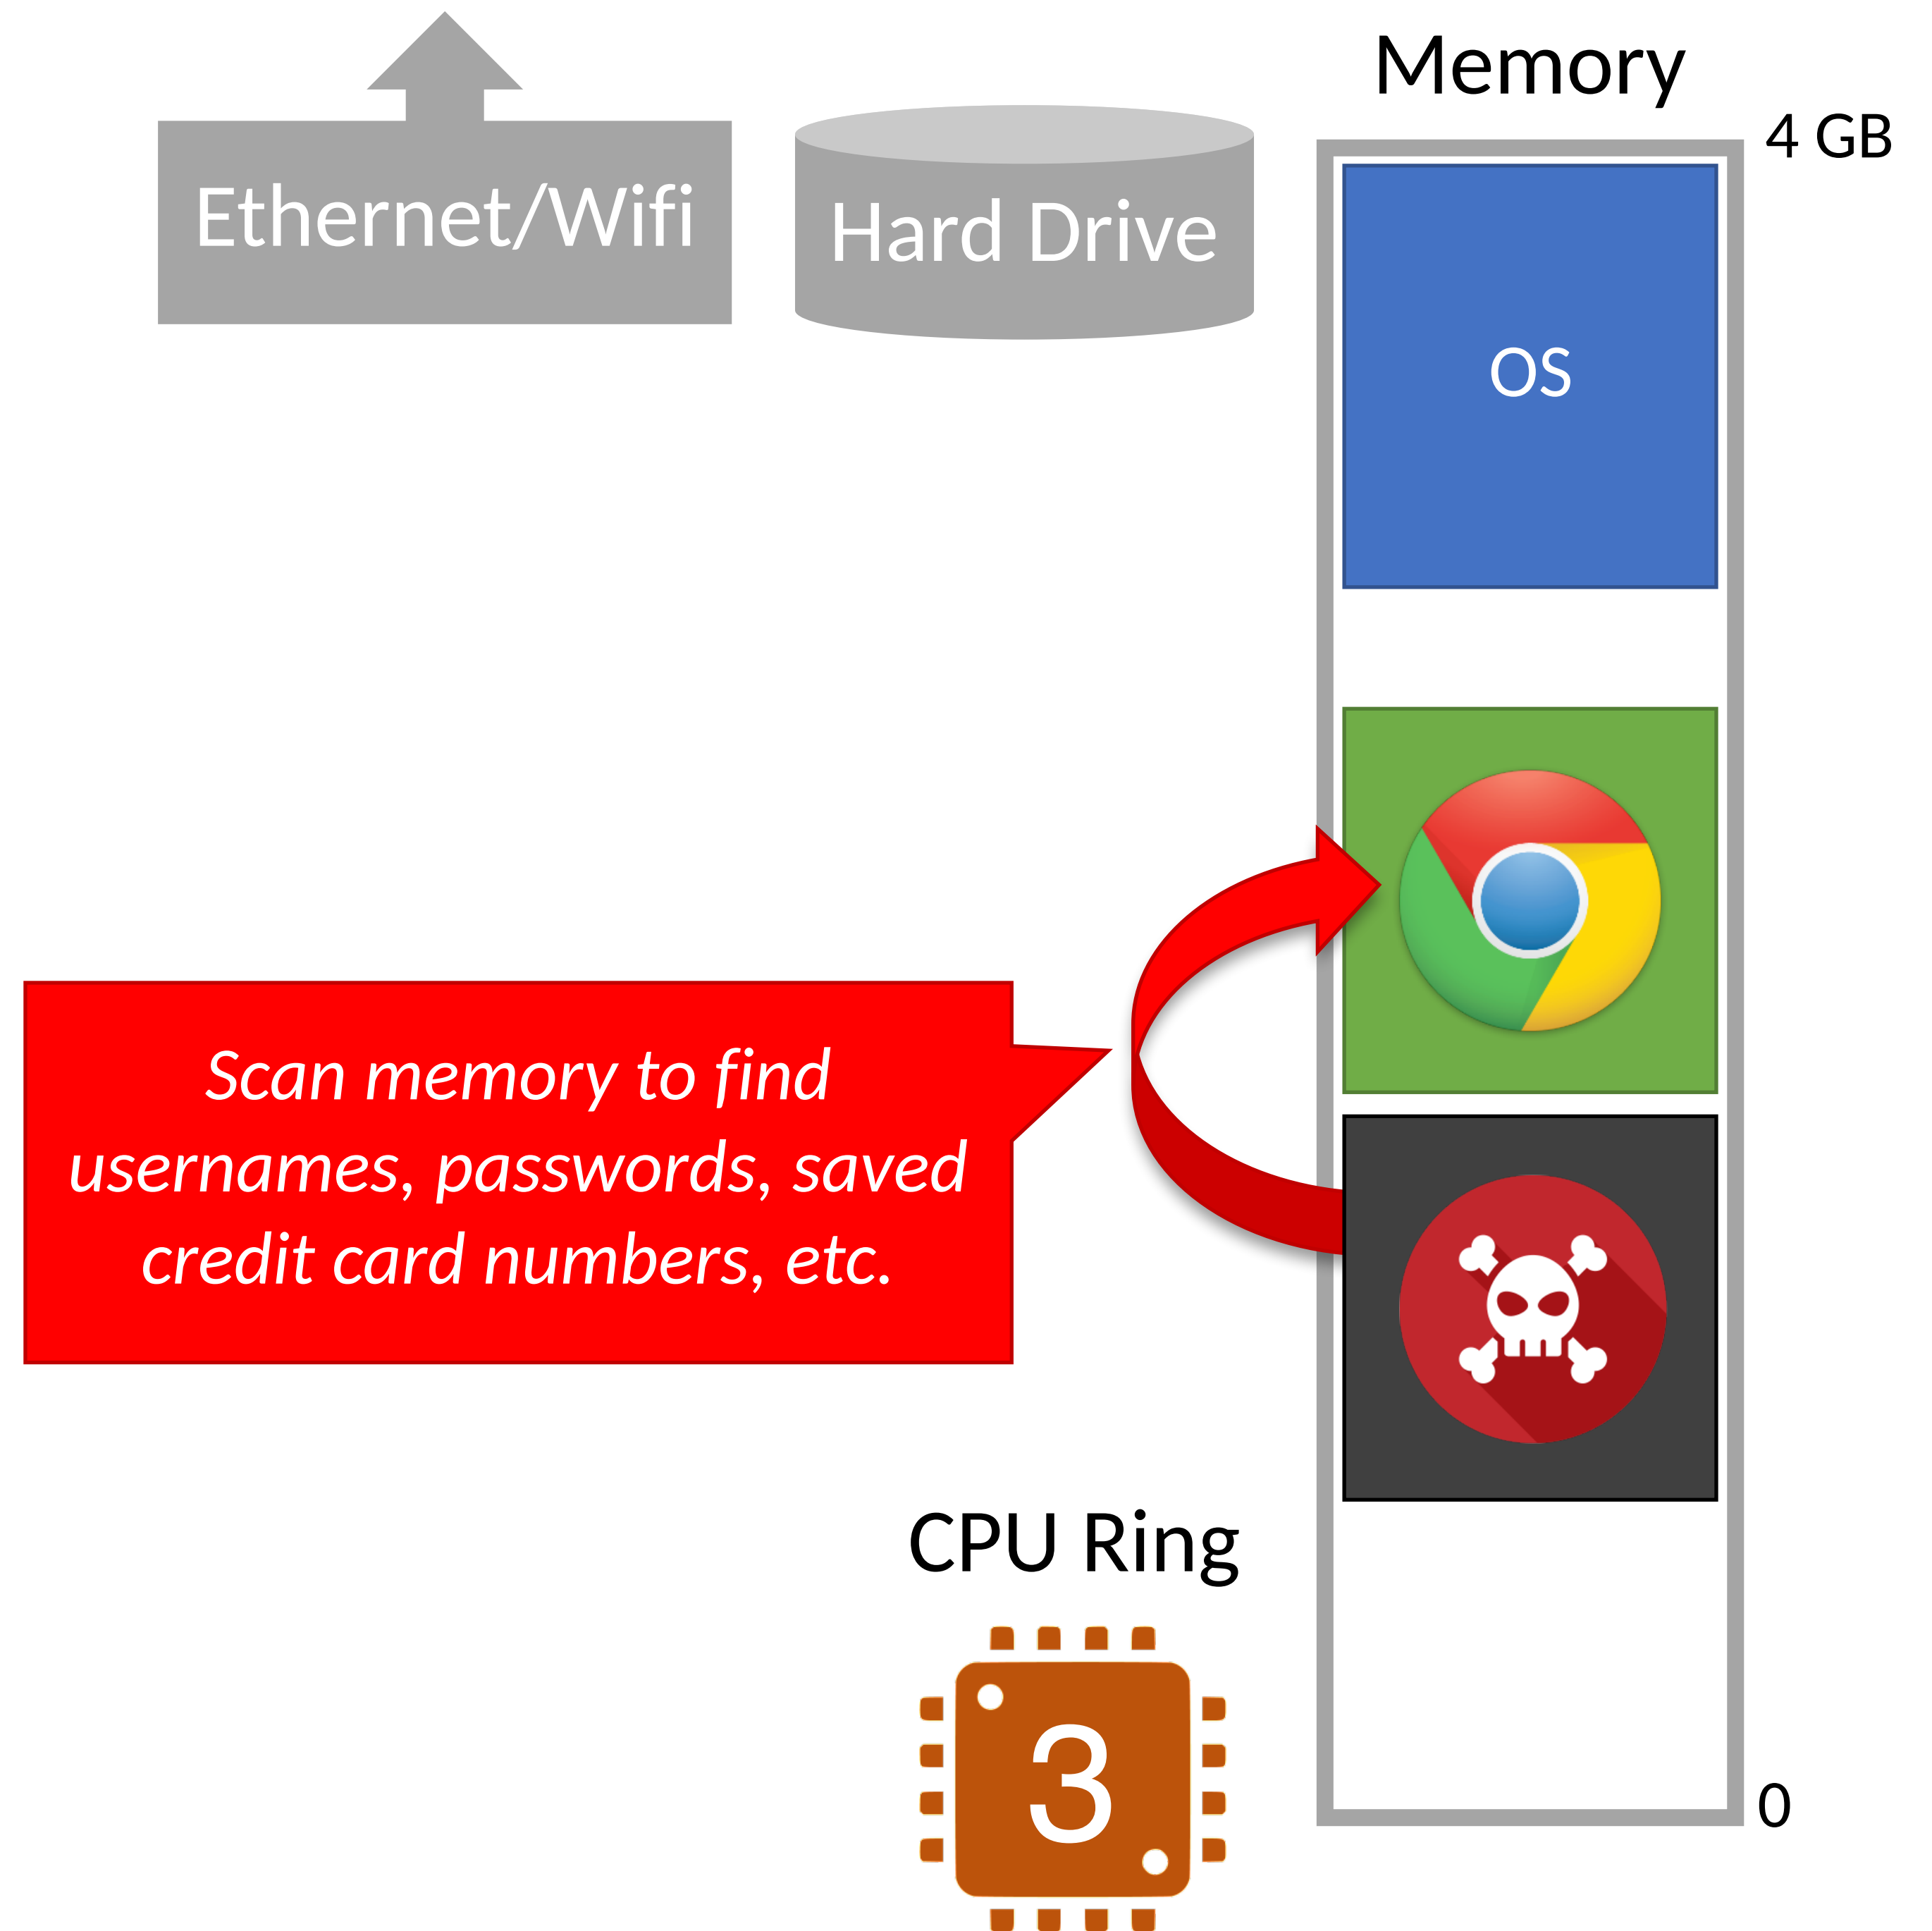 Memory
4 GB
Ethernet/Wifi
Hard Drive
OS
Scan memory to find
usernames, passwords, saved
credit card numbers, etc.
CPU Ring
3
0